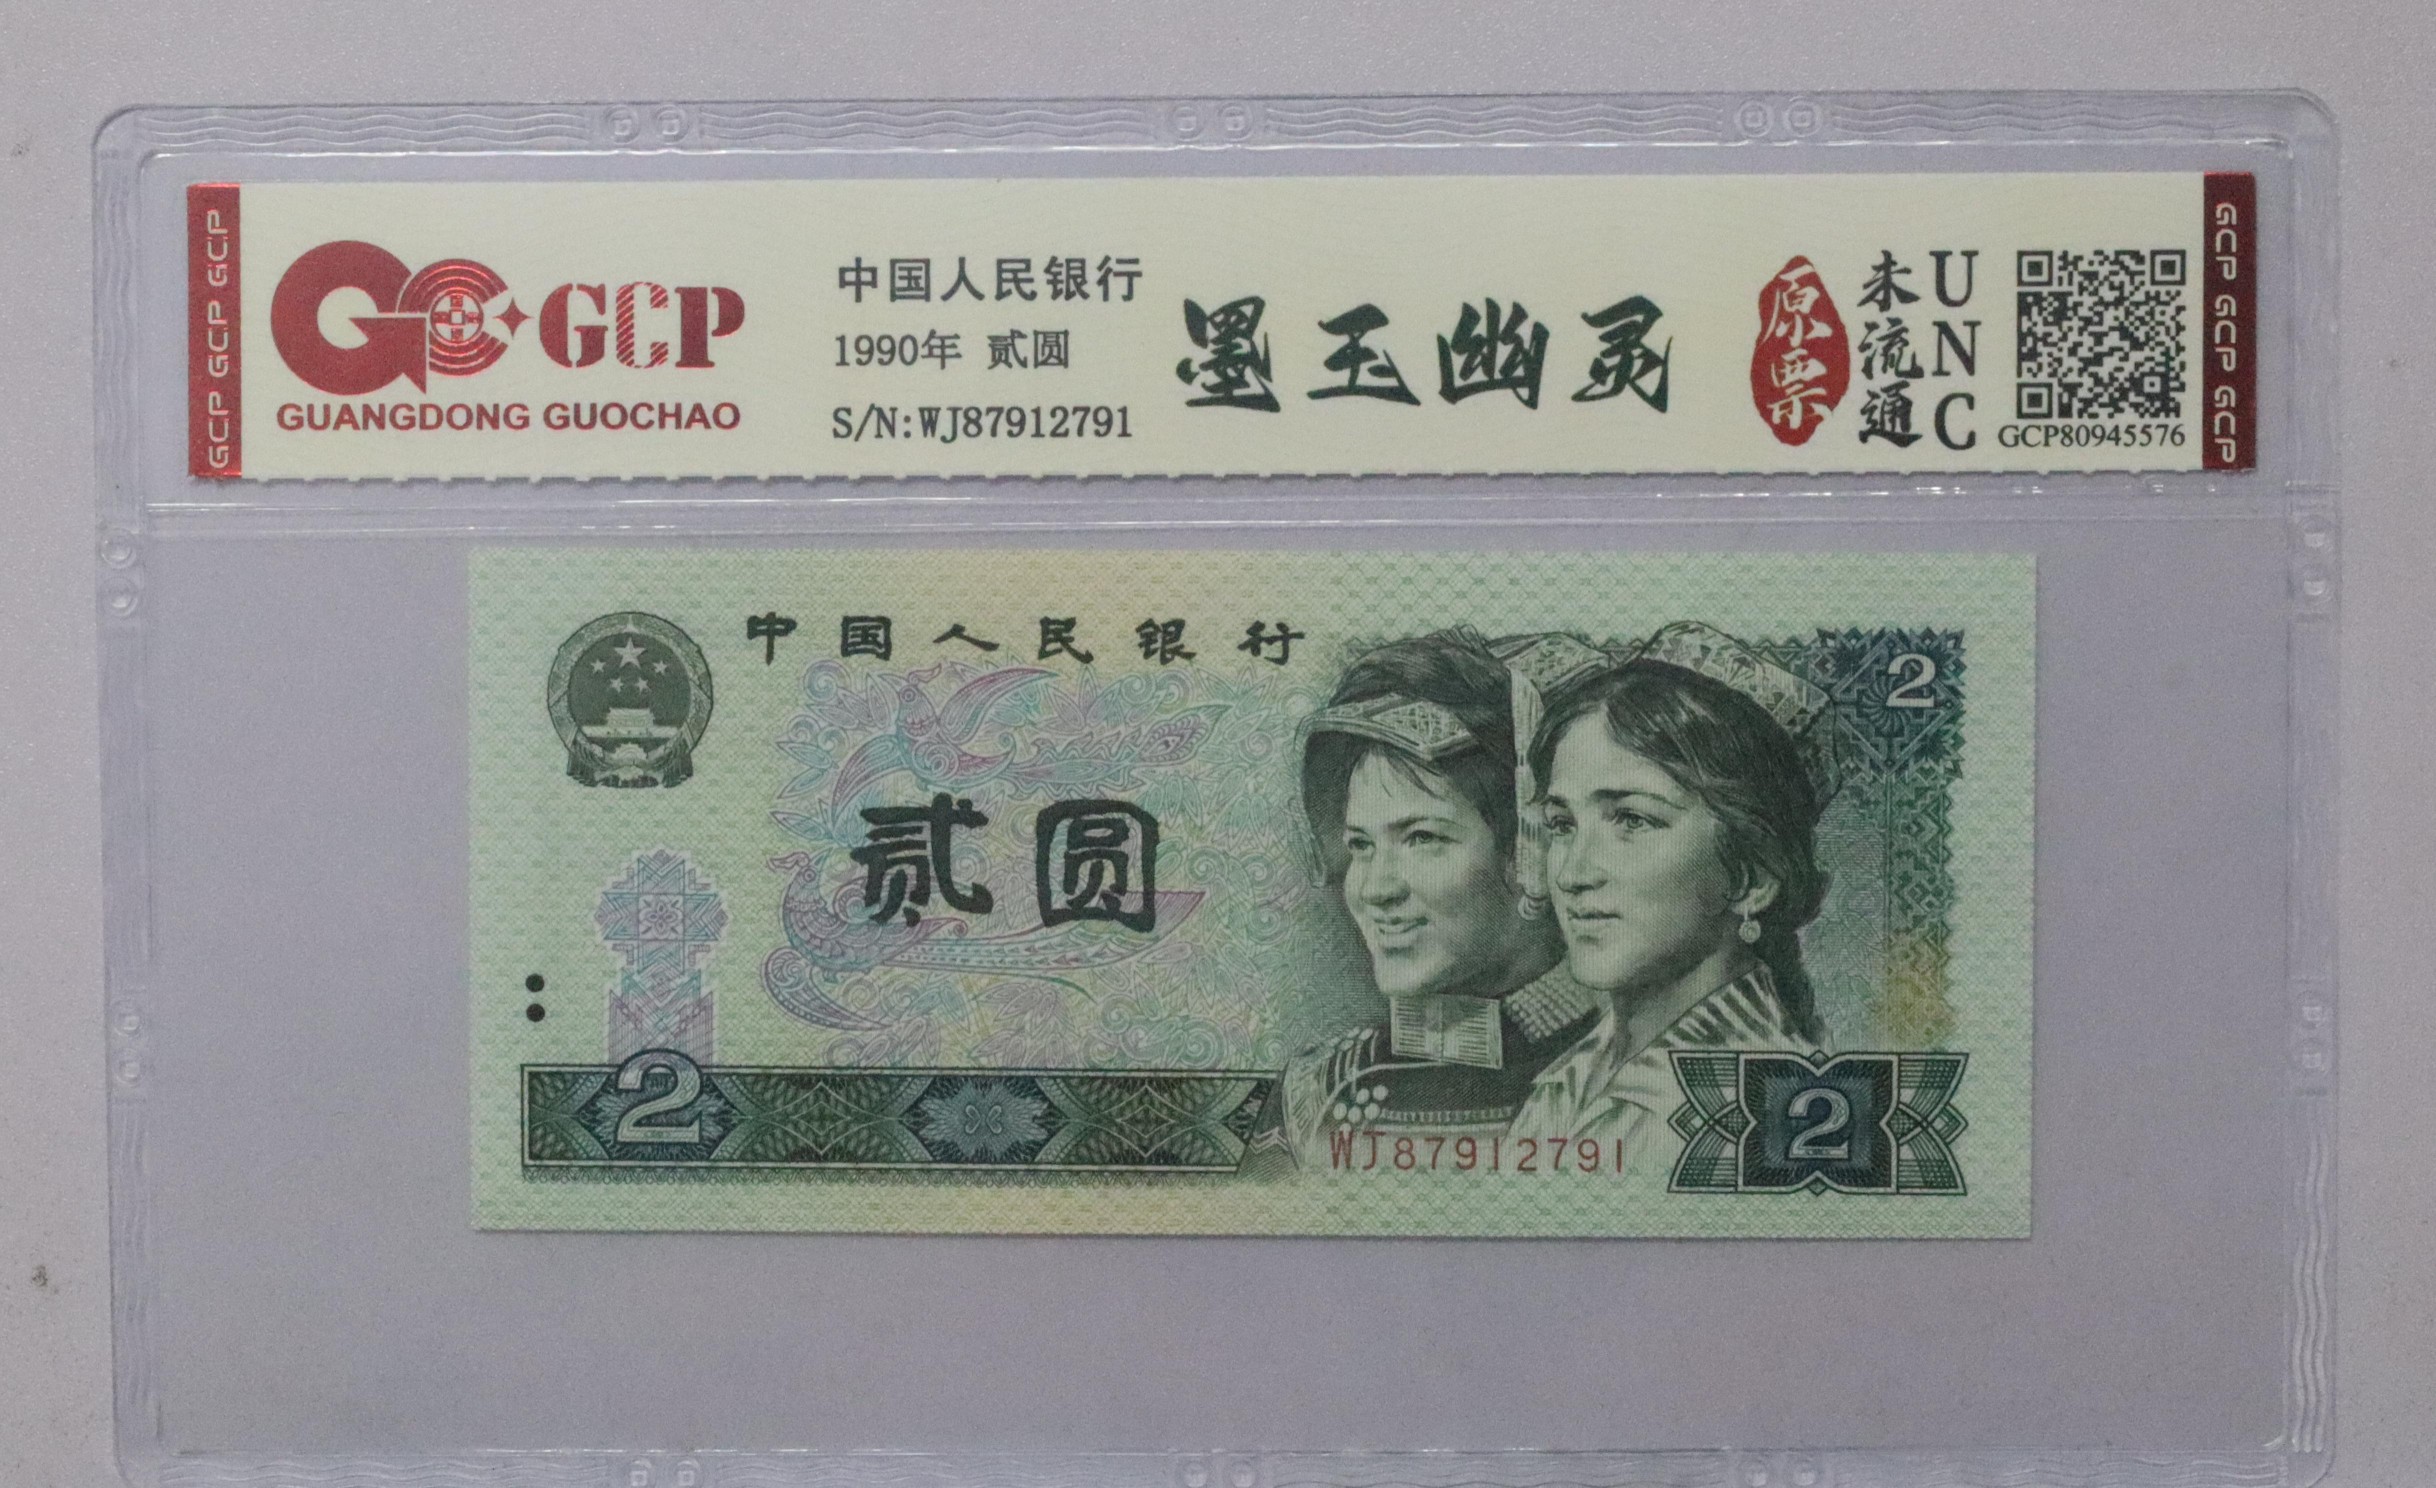 GCP GCP GCP
GCP
GUANGDONG GUOCHAO
中国人民银行
1990年 贰圆
S/N:WJ87912791
墨玉幽灵
原票
未流通
UNC
GCP80945576
GCP GCP GCP
中国人民银行
2
贰圆
2
WJ87912791
2